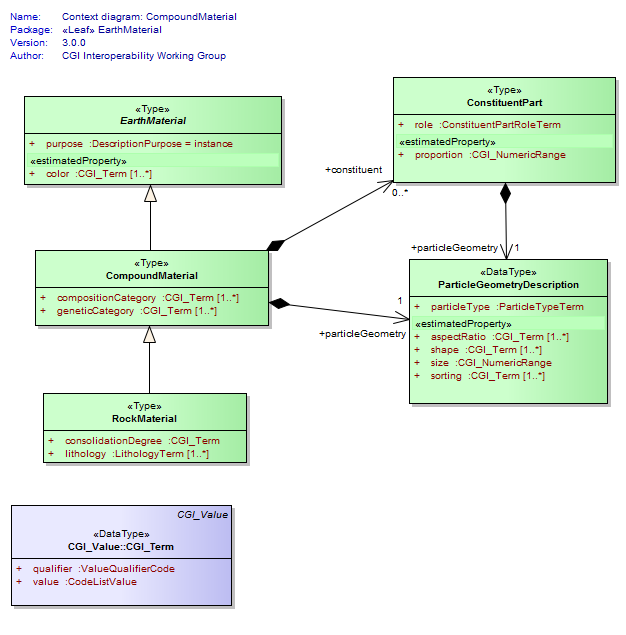 Name: Context diagram: CompoundMaterial
Package: «Leaf» EarthMaterial
Version: 3.0.0
Author: CGI Interoperability Working Group
«Type»
EarthMaterial
+ purpose :DescriptionPurpose = instance
«estimatedProperty»
+ color :CGI_Term [1..*]
«Type»
ConstituentPart
+ role :ConstituentPartRoleTerm
«estimatedProperty»
+ proportion :CGI_NumericRange
+constituent
0..*
+particleGeometry
1
«Type»
CompoundMaterial
+ compositionCategory :CGI_Term [1..*]
+ geneticCategory :CGI_Term [1..*]
1
+particleGeometry
«DataType»
ParticleGeometryDescription
+ particleType :ParticleTypeTerm
«estimatedProperty»
+ aspectRatio :CGI_Term [1..*]
+ shape :CGI_Term [1..*]
+ size :CGI_NumericRange
+ sorting :CGI_Term [1..*]
«Type»
RockMaterial
+ consolidationDegree :CGI_Term
+ lithology :LithologyTerm [1..*]
CGI_Value
«DataType»
CGI_Value::CGI_Term
+ qualifier :ValueQualifierCode
+ value :CodeListValue